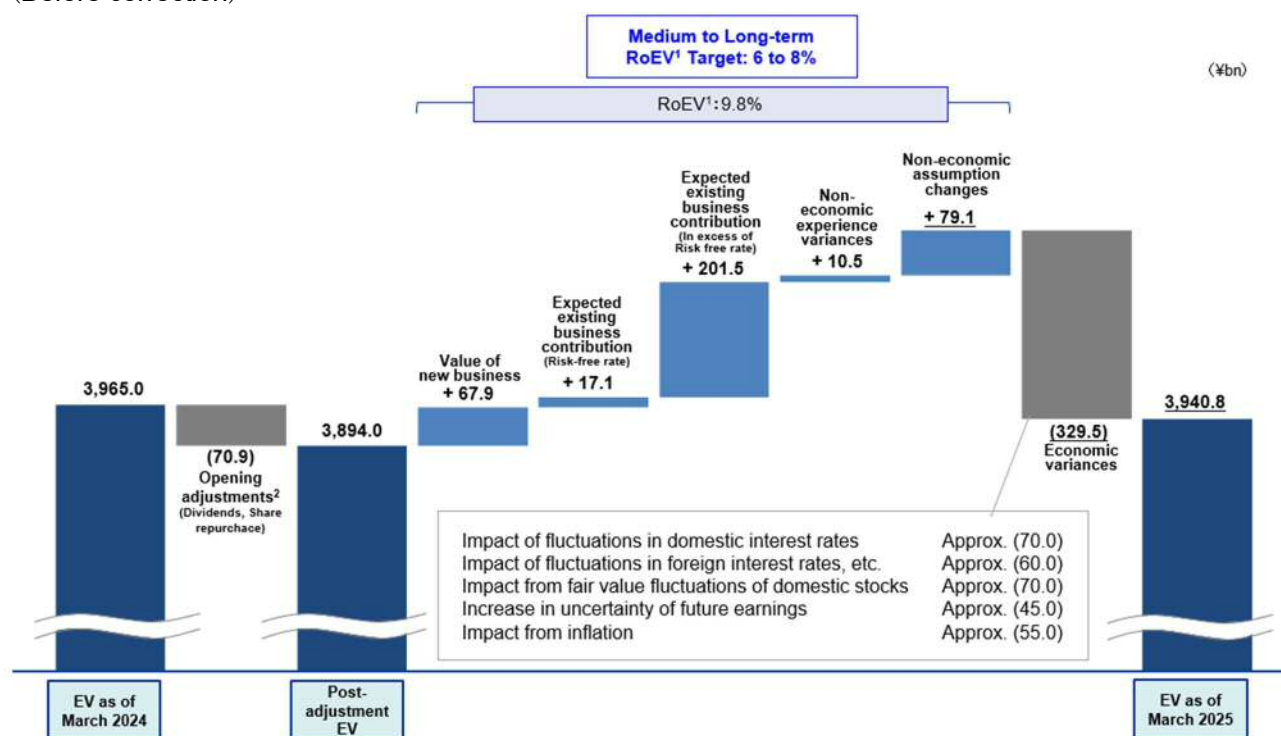 (Before correction)
Medium to Long-term
RoEV¹ Target: 6 to 8%
(¥bn)
RoEV¹:9.8%
3,965.0
(70.9)
Opening
adjustments²
(Dividends, Share
repurchace)
3,894.0
Value of
new business
+ 67.9
Expected
existing
business
contribution
(Risk-free rate)
+ 17.1
Expected
existing
business
contribution
(In excess of
Risk free rate)
+ 201.5
Non-
economic
experience
variances
+ 10.5
Non-economic
assumption
changes
+ 79.1
(329.5)
Economic
variances
3,940.8
Impact of fluctuations in domestic interest rates Approx. (70.0)
Impact of fluctuations in foreign interest rates, etc. Approx. (60.0)
Impact from fair value fluctuations of domestic stocks Approx. (70.0)
Increase in uncertainty of future earnings Approx. (45.0)
Impact from inflation Approx. (55.0)
EV as of
March 2024
Post-
adjustment
EV
EV as of
March 2025